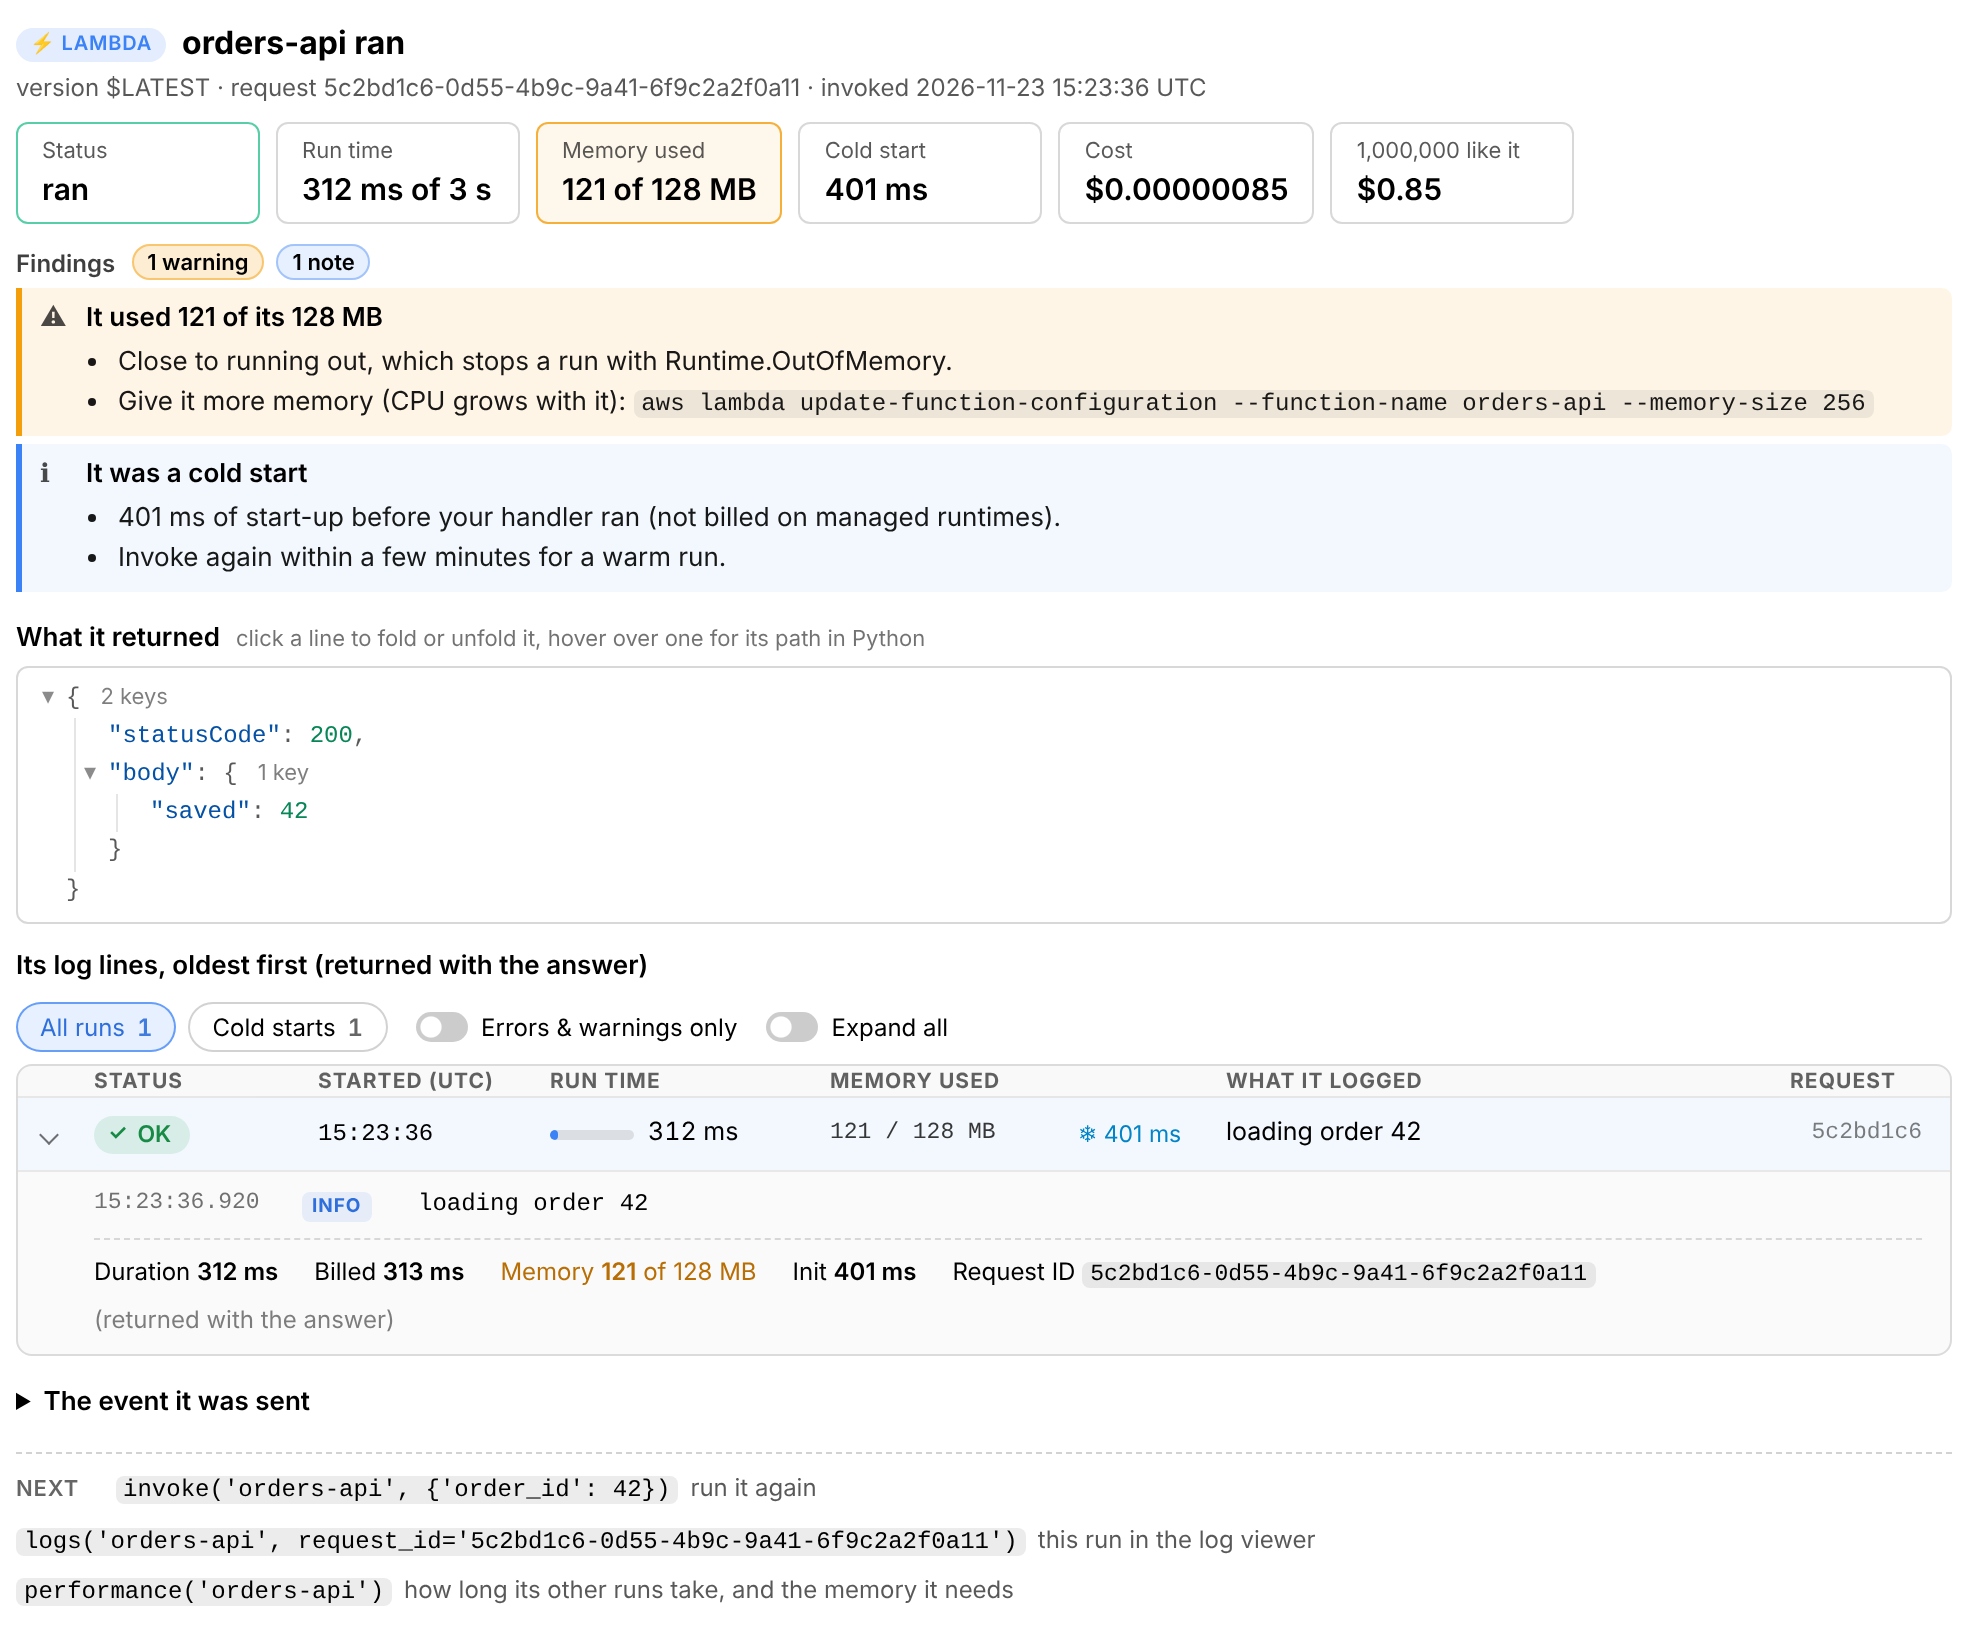 ⚡ LAMBDA orders-api ran
version $LATEST · request 5c2bd1c6-0d55-4b9c-9a41-6f9c2a2f0a11 · invoked 2026-11-23 15:23:36 UTC
Status Run time Memory used Cold start Cost 1,000,000 like it
ran 312 ms of 3 s 121 of 128 MB 401 ms $0.00000085 $0.85
Findings 1 warning 1 note
⚠ It used 121 of its 128 MB
• Close to running out, which stops a run with Runtime.OutOfMemory.
• Give it more memory (CPU grows with it): aws lambda update-function-configuration --function-name orders-api --memory-size 256
ℹ It was a cold start
• 401 ms of start-up before your handler ran (not billed on managed runtimes).
• Invoke again within a few minutes for a warm run.
What it returned click a line to fold or unfold it, hover over one for its path in Python
▼ { 2 keys
"statusCode": 200,
▼ "body": { 1 key
"saved": 42
}
}
Its log lines, oldest first (returned with the answer)
All runs 1 Cold starts 1 Errors & warnings only Expand all
STATUS STARTED (UTC) RUN TIME MEMORY USED WHAT IT LOGGED REQUEST
✓ OK 15:23:36 312 ms 121 / 128 MB ❄ 401 ms loading order 42 5c2bd1c6
15:23:36.920 INFO loading order 42
Duration 312 ms Billed 313 ms Memory 121 of 128 MB Init 401 ms Request ID 5c2bd1c6-0d55-4b9c-9a41-6f9c2a2f0a11
(returned with the answer)
▶ The event it was sent
NEXT invoke('orders-api', {'order_id': 42}) run it again
logs('orders-api', request_id='5c2bd1c6-0d55-4b9c-9a41-6f9c2a2f0a11') this run in the log viewer
performance('orders-api') how long its other runs take, and the memory it needs